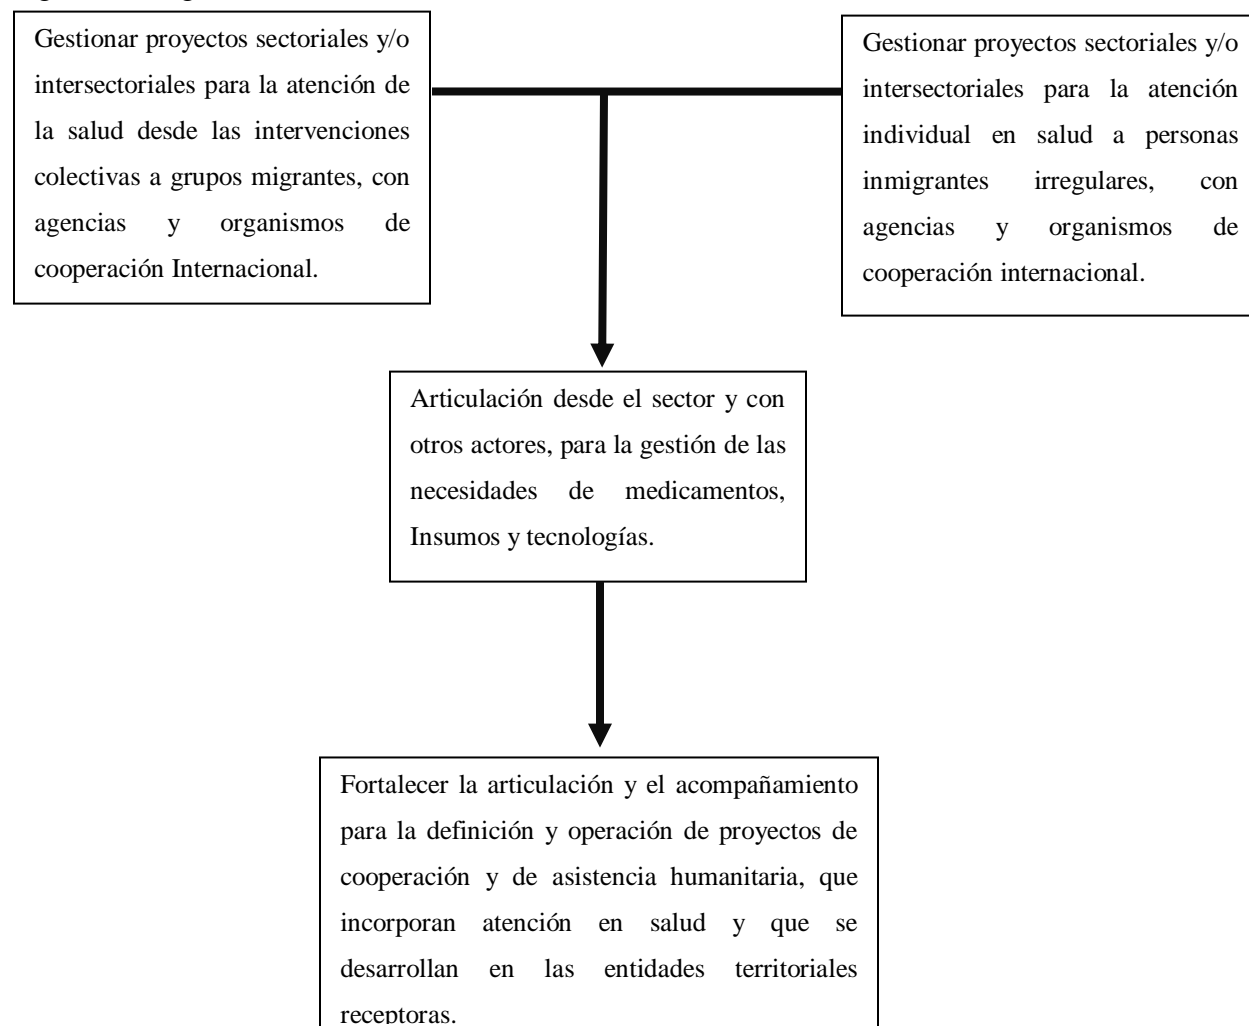 Gestionar proyectos sectoriales y/o
intersectoriales para la atención de
la salud desde las intervenciones
colectivas a grupos migrantes, con
agencias y organismos de
cooperación Internacional.
Gestionar proyectos sectoriales y/o
intersectoriales para la atención
individual en salud a personas
inmigrantes irregulares, con
agencias y organismos de
cooperación internacional.
Articulación desde el sector y con
otros actores, para la gestión de las
necesidades de medicamentos,
Insumos y tecnologías.
Fortalecer la articulación y el acompañamiento
para la definición y operación de proyectos de
cooperación y de asistencia humanitaria, que
incorporan atención en salud y que se
desarrollan en las entidades territoriales
receptoras.